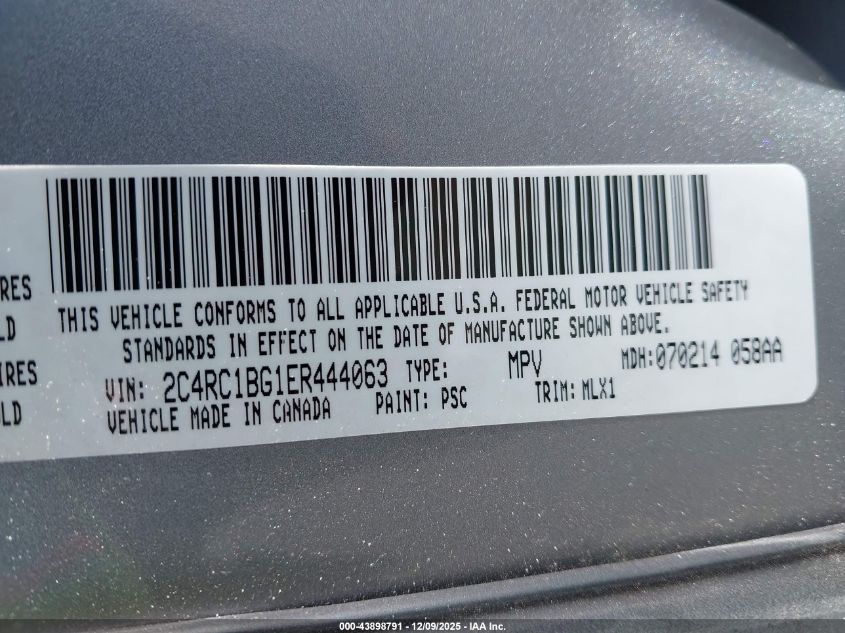 THIS VEHICLE CONFORMS TO ALL APPLICABLE U.S.A. FEDERAL MOTOR VEHICLE SAFETY
STANDARDS IN EFFECT ON THE DATE OF MANUFACTURE SHOWN ABOVE.
VIN: 2C4RC1BG1ER444063 TYPE: MPV MDH:070214 058AA
VEHICLE MADE IN CANADA PAINT: PSC TRIM: MLX1
RES
LD
IRES
LD
000-43898791 - 12/09/2025 - IAA Inc.